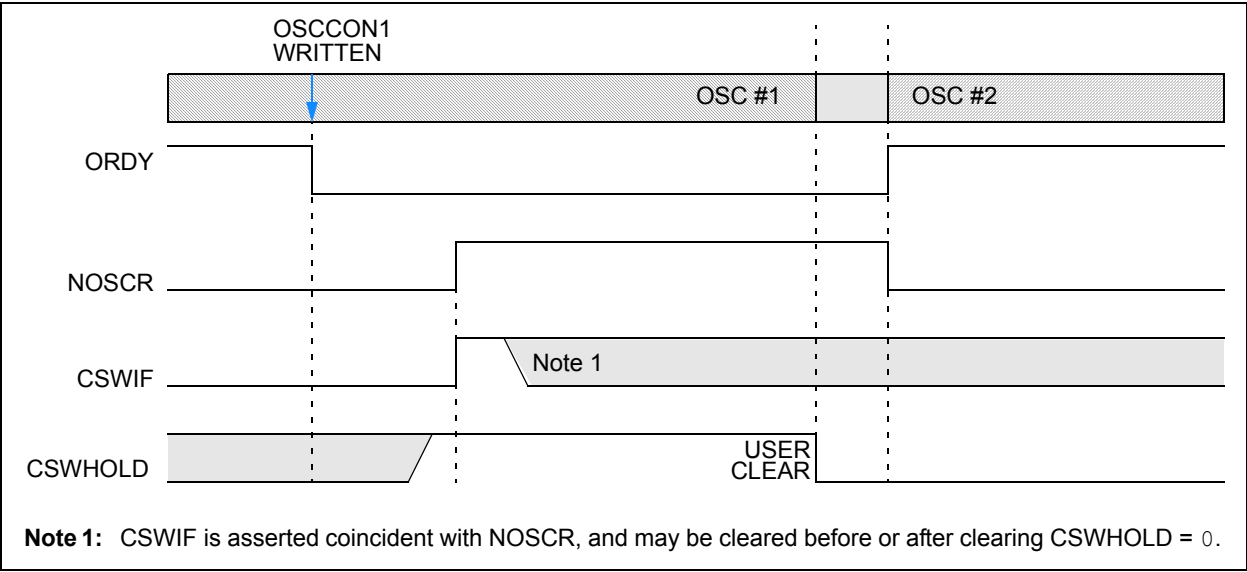 OSCCON1
WRITTEN
OSC #1
OSC #2
ORDY
NOSCR
CSWIF
Note 1
CSWHOLD
USER
CLEAR
Note 1: CSWIF is asserted coincident with NOSCR, and may be cleared before or after clearing CSWHOLD = 0.